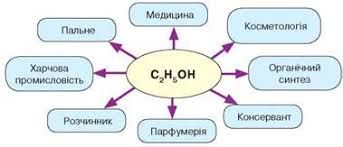 Медицина
Пальне
Косметологія
Харчова
промисловість
C₂H₅OH
Органічний
синтез
Розчинник
Парфумерія
Консервант